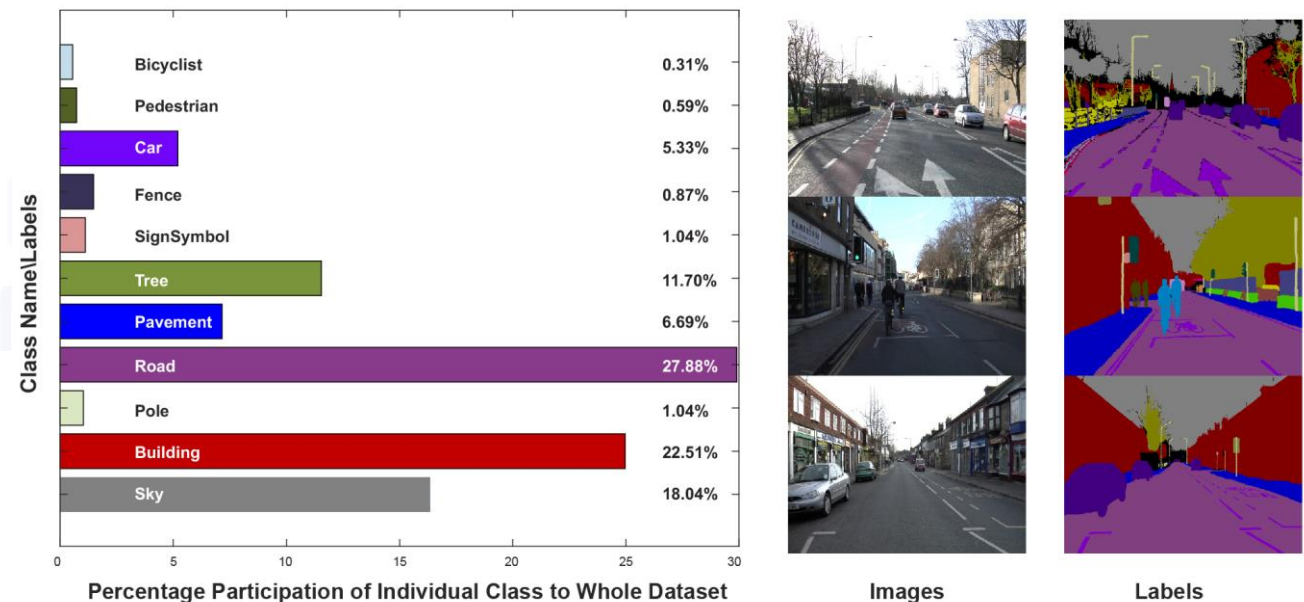 Class Name\Labels
Bicyclist 0.31%
Pedestrian 0.59%
Car 5.33%
Fence 0.87%
SignSymbol 1.04%
Tree 11.70%
Pavement 6.69%
Road 27.88%
Pole 1.04%
Building 22.51%
Sky 18.04%
0 5 10 15 20 25 30
Percentage Participation of Individual Class to Whole Dataset
Images
Labels